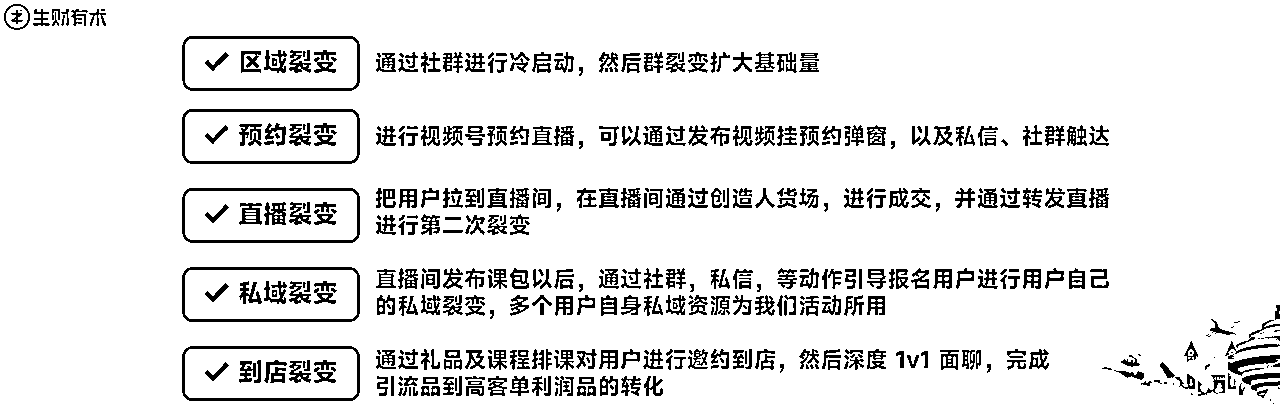 生财有术
区域裂变
通过社群进行冷启动，然后群裂变扩大基础量
预约裂变
进行视频号预约直播，可以通过发布视频挂预约弹窗，以及私信、社群触达
直播裂变
把用户拉到直播间，在直播间通过创造人货场，进行成交，并通过转发直播
进行第二次裂变
私域裂变
直播间发布课包以后，通过社群，私信，等动作引导报名用户进行用户自己
的私域裂变，多个用户自身私域资源为我们活动所用
到店裂变
通过礼品及课程排课对用户进行邀约到店，然后深度 1v1 面聊，完成
引流品到高客单利润品的转化